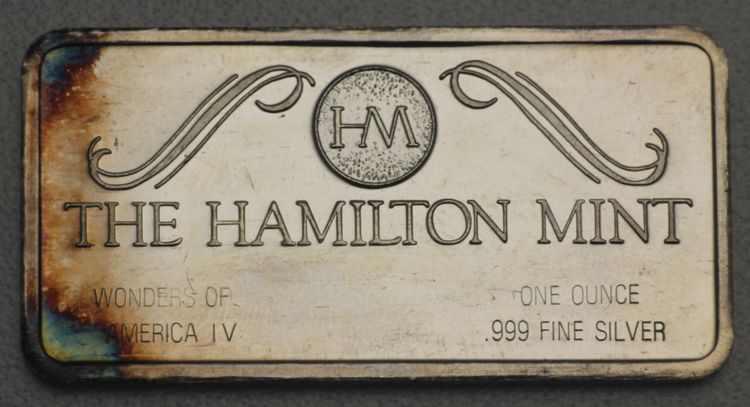 HM
THE HAMILTON MINT
WONDERS OF
AMERICA IV
ONE OUNCE
.999 FINE SILVER